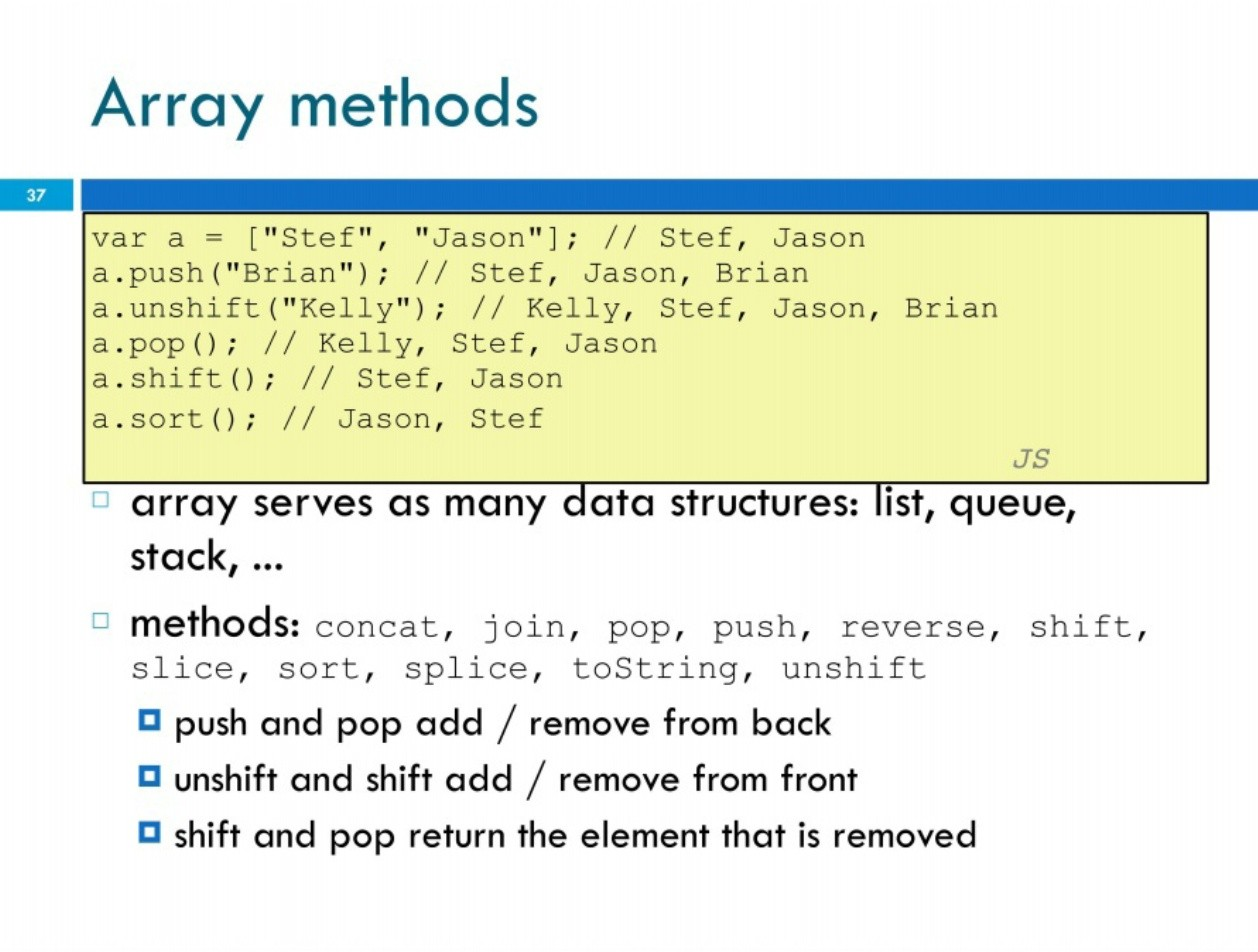 Array methods
37
var a = ["Stef", "Jason"]; // Stef, Jason
a.push("Brian"); // Stef, Jason, Brian
a.unshift("Kelly"); // Kelly, Stef, Jason, Brian
a.pop(); // Kelly, Stef, Jason
a.shift(); // Stef, Jason
a.sort(); // Jason, Stef
JS
array serves as many data structures: list, queue,
stack, ...
methods: concat, join, pop, push, reverse, shift,
slice, sort, splice, toString, unshift
push and pop add / remove from back
unshift and shift add / remove from front
shift and pop return the element that is removed